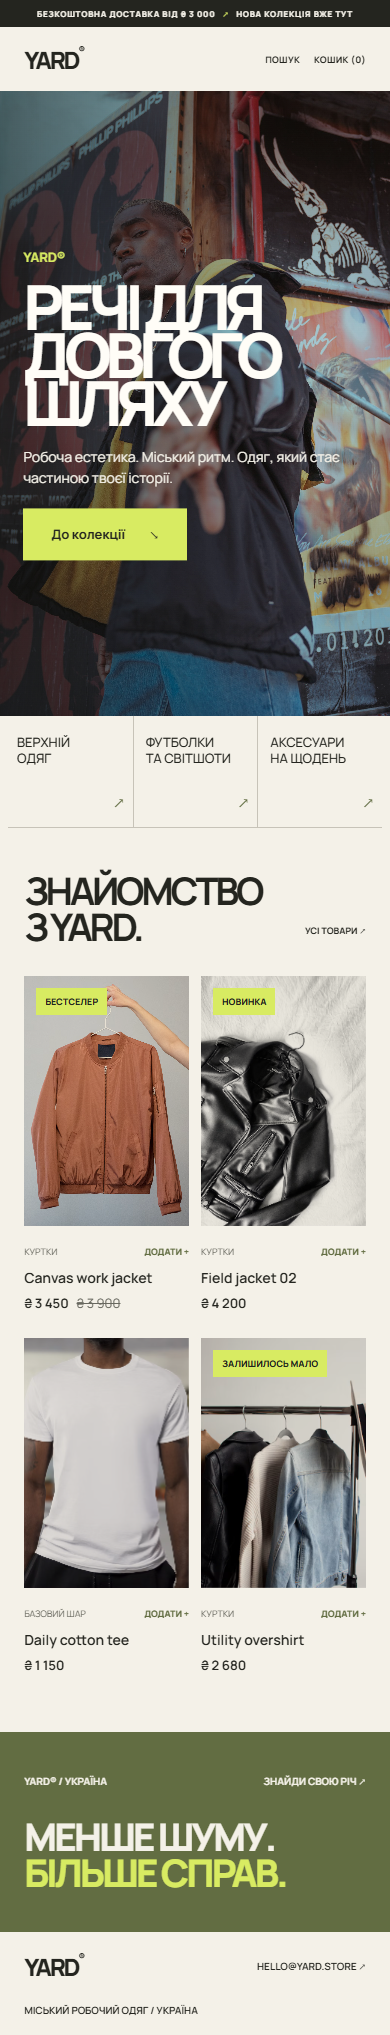 БЕЗКОШТОВНА ДОСТАВКА ВІД ₴ 3 000 ↗ НОВА КОЛЕКЦІЯ ВЖЕ ТУТ
YARD®
ПОШУК КОШИК (0)
PHILLIP PHILLIPS
YARD®
РЕЧІ ДЛЯ
ДОВГОГО
ШЛЯХУ
Робоча естетика. Міський ритм. Одяг, який стає
частиною твоєї історії.
До колекції ↘
ВЕРХНІЙ
ОДЯГ
↗
ФУТБОЛКИ
ТА СВІТШОТИ
↗
АКСЕСУАРИ
НА ЩОДЕНЬ
↗
ЗНАЙОМСТВО
З YARD.
УСІ ТОВАРИ ↗
БЕСТСЕЛЕР
НОВИНКА
КУРТКИ ДОДАТИ +
Canvas work jacket
₴ 3 450 ₴ 3 900
КУРТКИ ДОДАТИ +
Field jacket 02
₴ 4 200
ЗАЛИШИЛОСЬ МАЛО
БАЗОВИЙ ШАР ДОДАТИ +
Daily cotton tee
₴ 1 150
КУРТКИ ДОДАТИ +
Utility overshirt
₴ 2 680
YARD® / УКРАЇНА
ЗНАЙДИ СВОЮ РІЧ ↗
МЕНШЕ ШУМУ.
БІЛЬШЕ СПРАВ.
YARD®
HELLO@YARD.STORE ↗
МІСЬКИЙ РОБОЧИЙ ОДЯГ / УКРАЇНА